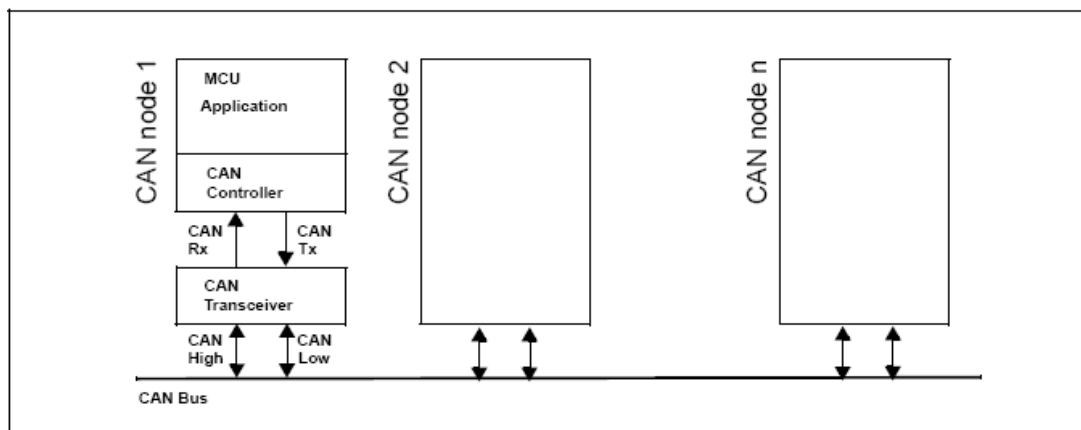 CAN node 1
MCU
Application
CAN
Controller
CAN
Rx
CAN
Tx
CAN
Transceiver
CAN
High
CAN
Low
CAN node 2
CAN node n
CAN Bus